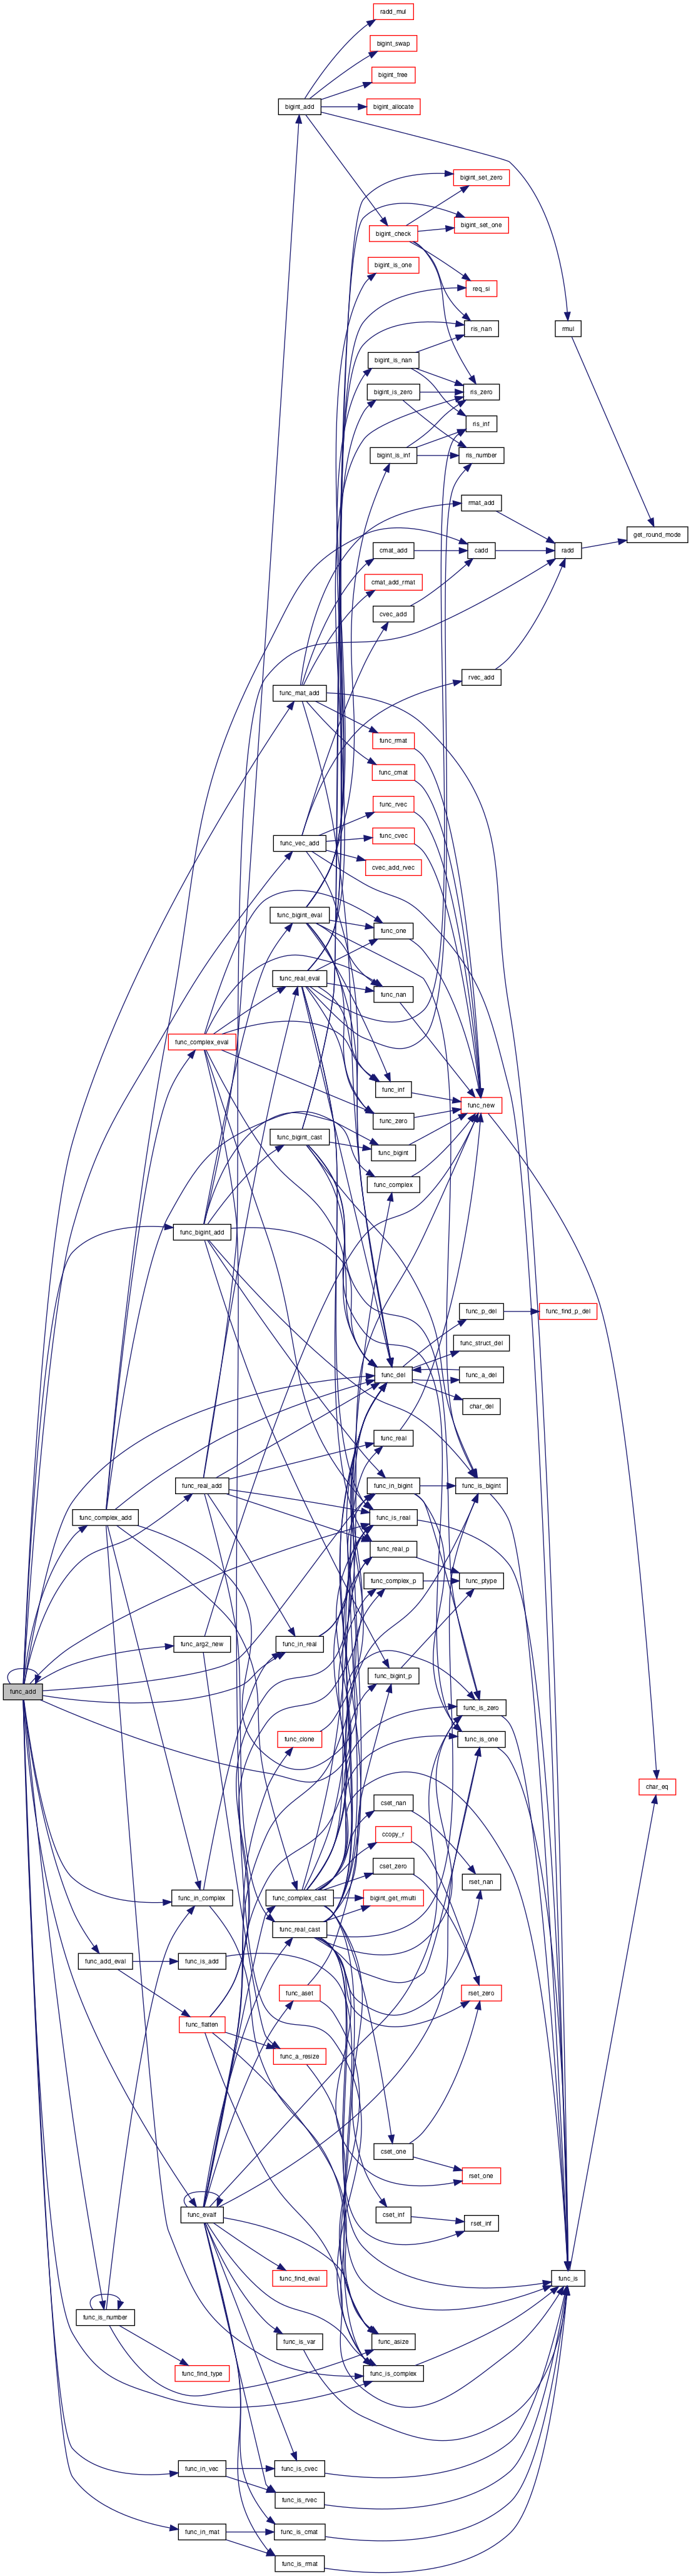 radd_mul
bigint_swap
bigint_free
bigint_add
bigint_allocate
bigint_set_zero
bigint_set_one
bigint_check
bigint_is_one
req_si
ris_nan
rmul
bigint_is_nan
bigint_is_zero
ris_zero
ris_inf
bigint_is_inf
ris_number
rmat_add
get_round_mode
cmat_add
cadd
radd
cmat_add_rmat
cvec_add
rvec_add
func_mat_add
func_rmat
func_cmat
func_rvec
func_cvec
func_vec_add
cvec_add_rvec
func_bigint_eval
func_one
func_real_eval
func_nan
func_complex_eval
func_inf
func_new
func_zero
func_bigint_cast
func_bigint
func_complex
func_bigint_add
func_p_del
func_find_p_del
func_struct_del
func_del
func_a_del
char_del
func_real
func_real_add
func_in_bigint
func_is_bigint
func_complex_add
func_is_real
func_real_p
func_complex_p
func_ptype
func_arg2_new
func_in_real
func_bigint_p
func_add
func_is_zero
func_clone
func_is_one
char_eq
cset_nan
ccopy_r
cset_zero
rset_nan
func_in_complex
func_complex_cast
bigint_get_rmulti
func_real_cast
func_add_eval
func_is_add
func_aset
rset_zero
func_flatten
func_a_resize
cset_one
rset_one
func_evalf
cset_inf
rset_inf
func_find_eval
func_is
func_is_number
func_is_var
func_asize
func_find_type
func_is_complex
func_in_vec
func_is_cvec
func_is_rvec
func_in_mat
func_is_cmat
func_is_rmat